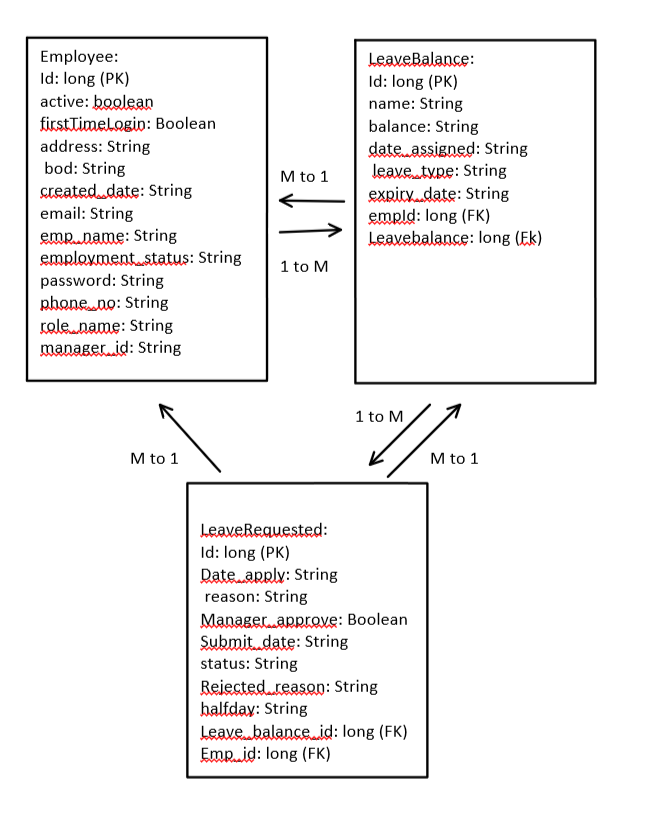 Employee:
Id: long (PK)
active: boolean
firstTimeLogin: Boolean
address: String
bod: String
created_date: String
email: String
emp_name: String
employment_status: String
password: String
phone_no: String
role_name: String
manager_id: String
M to 1
1 to M
LeaveBalance:
Id: long (PK)
name: String
balance: String
date_assigned: String
leave_type: String
expiry_date: String
empId: long (FK)
Leavebalance: long (Fk)
1 to M
M to 1
M to 1
LeaveRequested:
Id: long (PK)
Date_apply: String
reason: String
Manager_approve: Boolean
Submit_date: String
status: String
Rejected_reason: String
halfday: String
Leave_balance_id: long (FK)
Emp_id: long (FK)